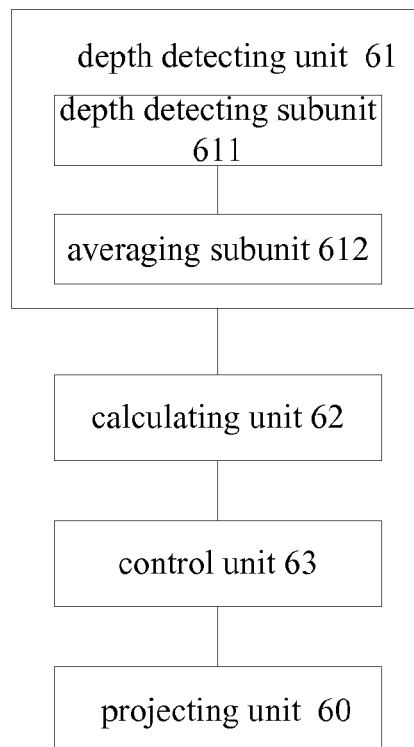 depth detecting unit 61
depth detecting subunit
611
averaging subunit 612
calculating unit 62
control unit 63
projecting unit 60